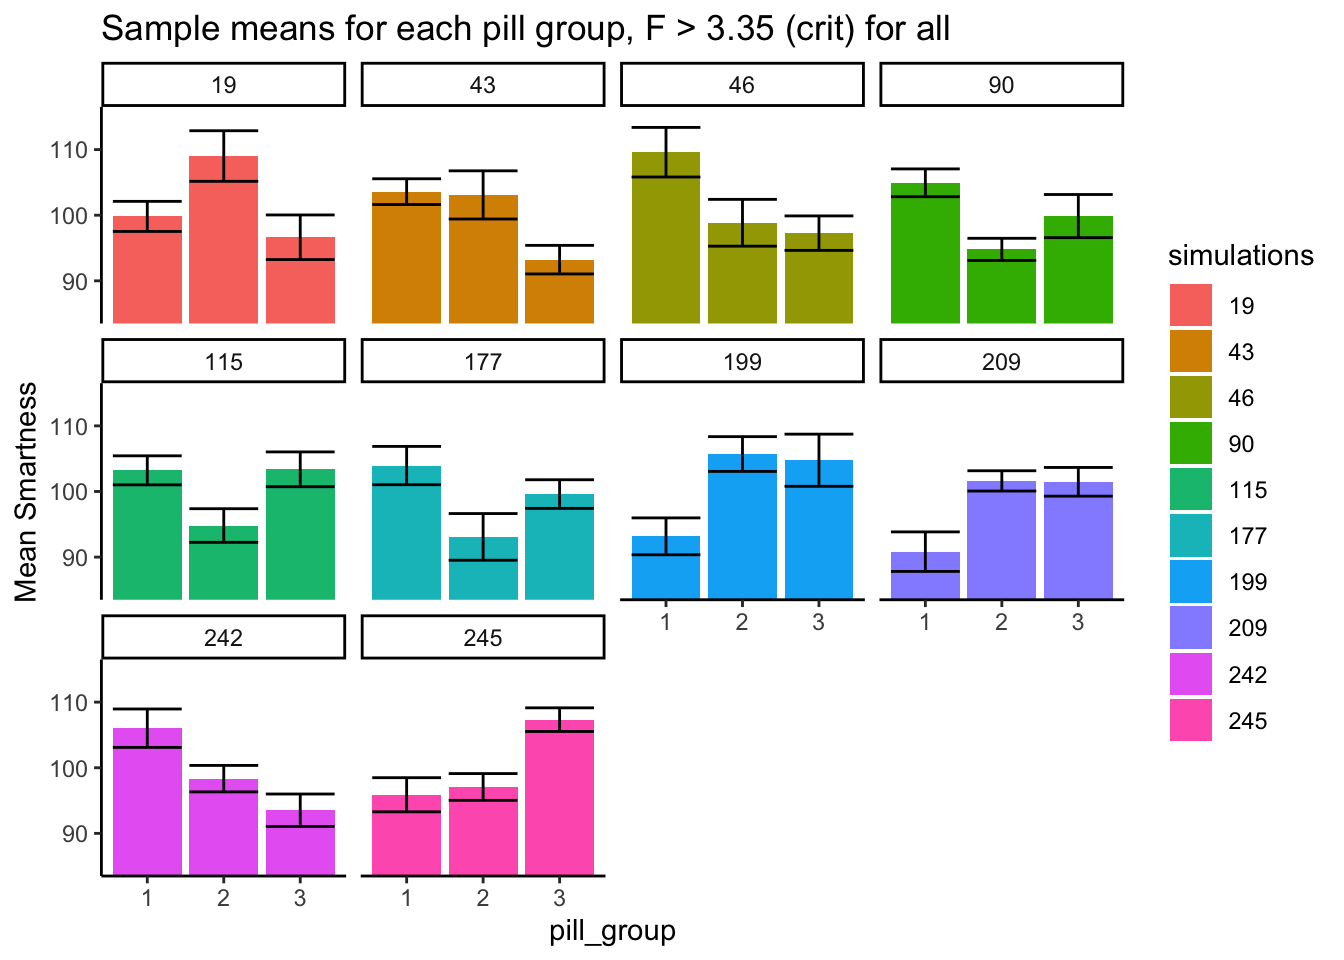 Sample means for each pill group, F > 3.35 (crit) for all
19 43 46 90
110
100
90
115 177 199 209
110
100
90
1 2 3 1 2 3
242 245
110
100
90
1 2 3 1 2 3
pill_group
Mean Smartness
simulations
19
43
46
90
115
177
199
209
242
245